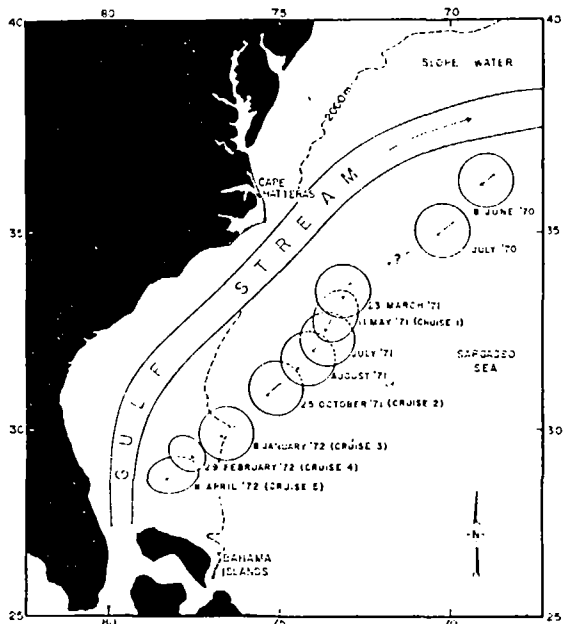 80 75 70
40 40
SLOPE WATER
2000m
CAPE
HATTERAS
GULF STREAM
35 35
8 JUNE '70
JULY '70
?
23 MARCH '71
11 MAY '71 (CRUISE 1)
JULY '71
AUGUST '71
SARGASSO
SEA
25 OCTOBER '71 (CRUISE 2)
30 30
8 JANUARY '72 (CRUISE 3)
29 FEBRUARY '72 (CRUISE 4)
APRIL '72 (CRUISE 5)
-N-
BAHAMA
ISLANDS
25 25
80 75 70